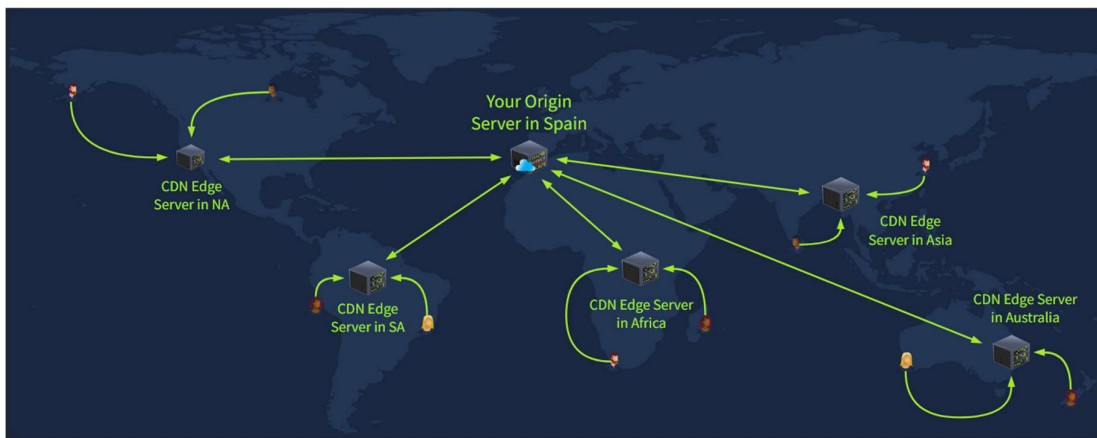 Your Origin
Server in Spain
CDN Edge
Server in NA
CDN Edge
Server in Asia
CDN Edge
Server in SA
CDN Edge Server
in Africa
CDN Edge Server
in Australia